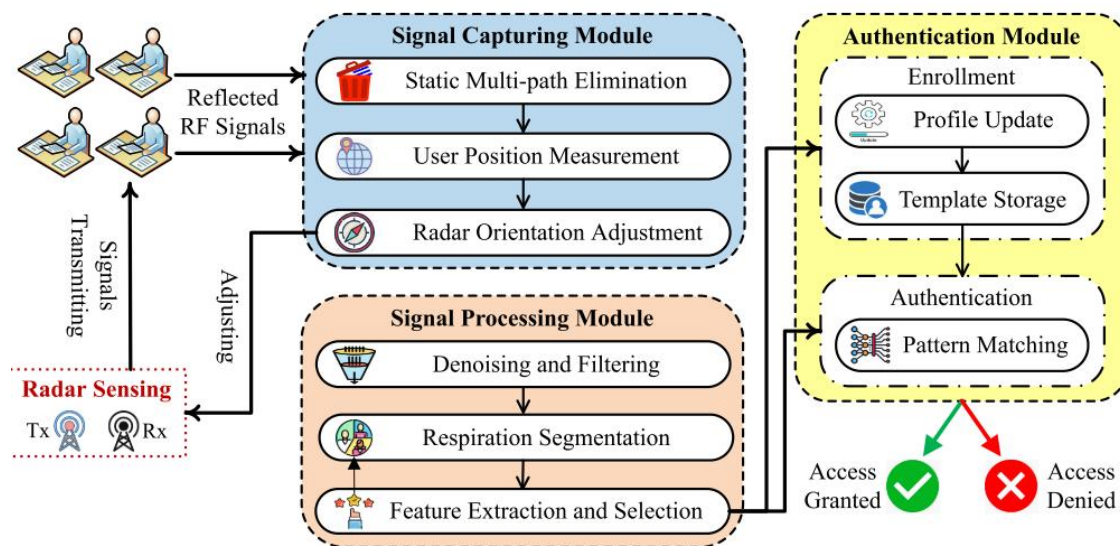 Reflected
RF Signals
Signals
Transmitting
Adjusting
Radar Sensing
Tx
Rx
Signal Capturing Module
Static Multi-path Elimination
User Position Measurement
Radar Orientation Adjustment
Signal Processing Module
Denoising and Filtering
Respiration Segmentation
Feature Extraction and Selection
Authentication Module
Enrollment
Update
Profile Update
Template Storage
Authentication
Pattern Matching
Access
Granted
Access
Denied